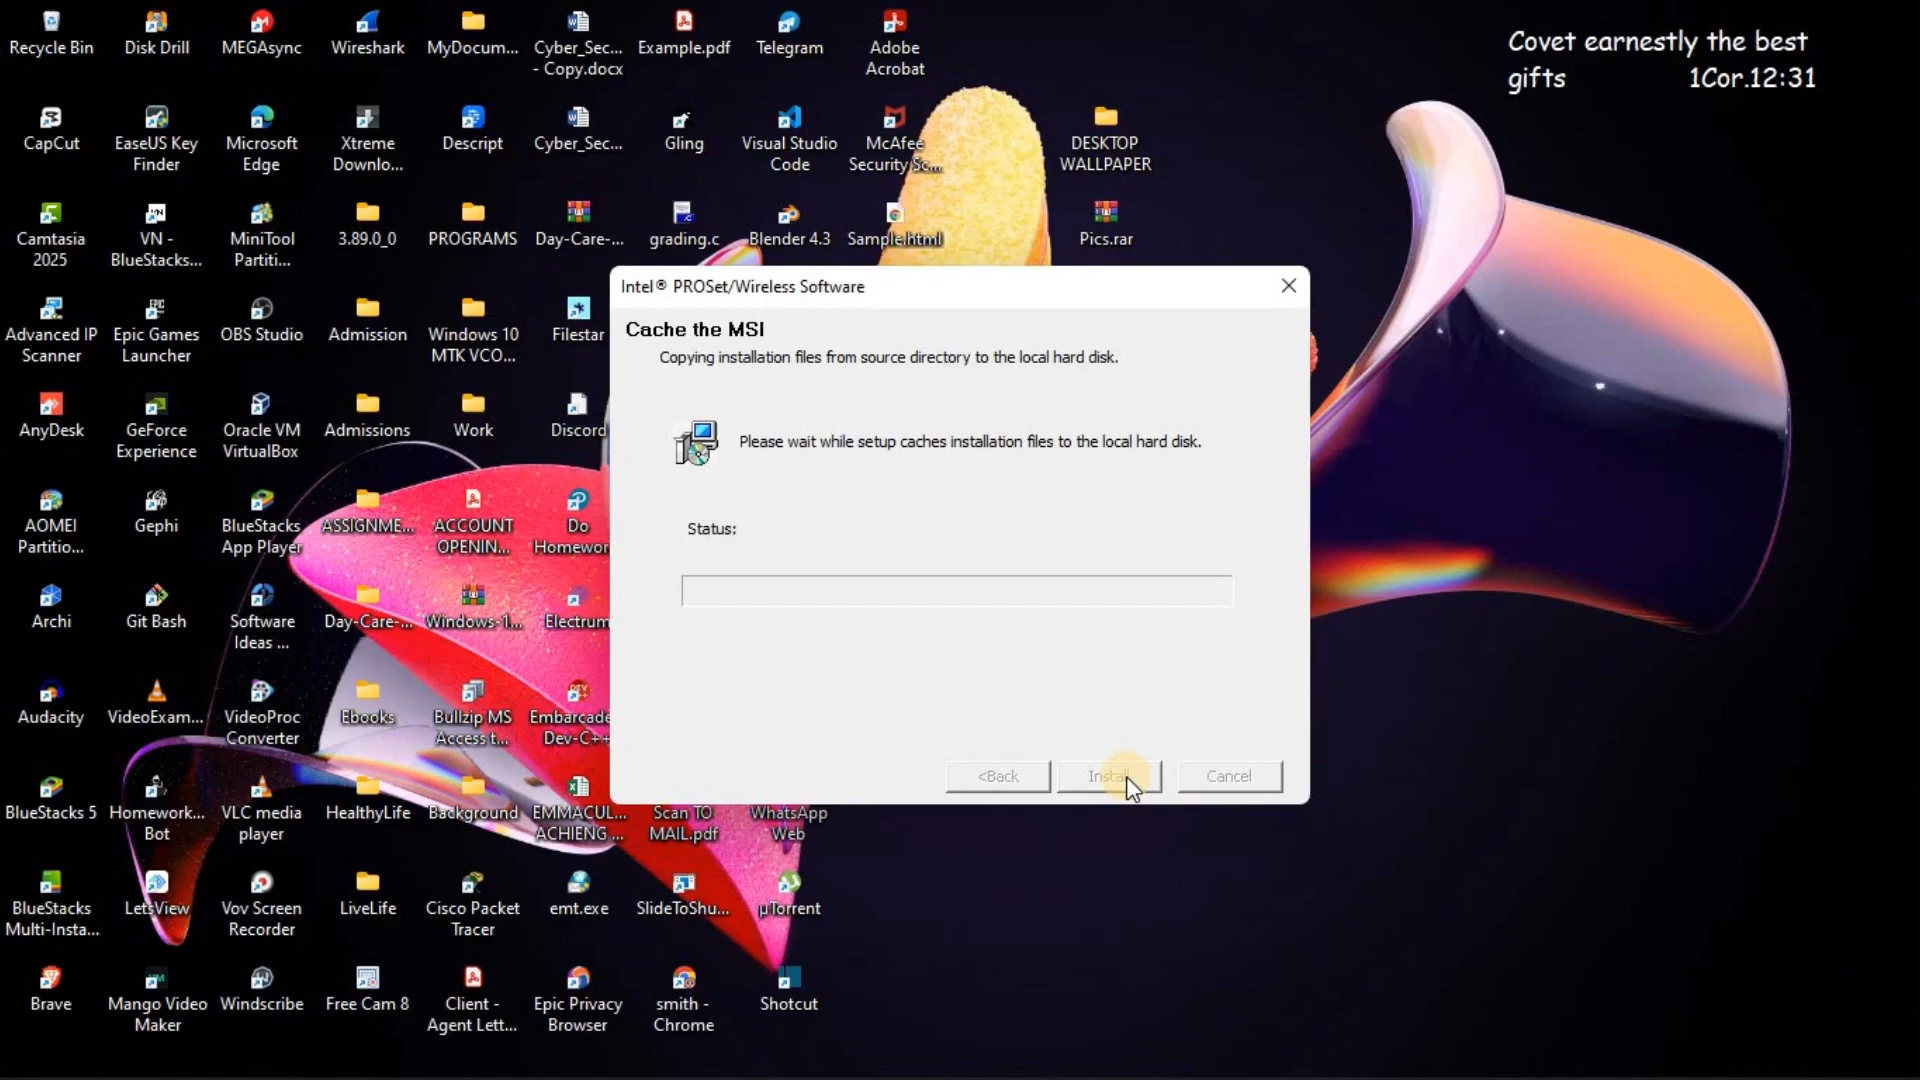 Recycle Bin
Disk Drill
MEGAsync
Wireshark
MyDocum...
Cyber_Sec...
- Copy.docx
Example.pdf
Telegram
Adobe
Acrobat
Covet earnestly the best
gifts 1Cor.12:31
CapCut
EaseUS Key
Finder
Microsoft
Edge
Xtreme
Downlo...
Descript
Cyber_Sec...
Gling
Visual Studio
Code
McAfee
Security Sc...
DESKTOP
WALLPAPER
Camtasia
2025
VN -
BlueStacks...
MiniTool
Partiti...
3.89.0_0
PROGRAMS
Day-Care-...
grading.c
Blender 4.3
Sample.html
Pics.rar
Advanced IP
Scanner
Epic Games
Launcher
OBS Studio
Admission
Windows 10
MTK VCO...
Filestar
Intel® PROSet/Wireless Software
Cache the MSI
Copying installation files from source directory to the local hard disk.
Please wait while setup caches installation files to the local hard disk.
Status:
<Back
Install
Cancel
AnyDesk
GeForce
Experience
Oracle VM
VirtualBox
Admissions
Work
Discord
AOMEI
Partitio...
Gephi
BlueStacks
App Player
ASSIGNME...
ACCOUNT
OPENIN...
Do
Homewor
Archi
Git Bash
Software
Ideas ...
Day-Care-...
Windows-1...
Electrum
Audacity
VideoExam...
VideoProc
Converter
Ebooks
Bullzip MS
Access t...
Embarcade
Dev-C++
BlueStacks 5
Homework...
Bot
VLC media
player
HealthyLife
Background
EMMACUL...
ACHIENG ...
Scan TO
MAIL.pdf
WhatsApp
Web
BlueStacks
Multi-Insta...
LetsView
Vov Screen
Recorder
LiveLife
Cisco Packet
Tracer
emt.exe
SlideToShu...
µTorrent
Brave
Mango Video
Maker
Windscribe
Free Cam 8
Client -
Agent Lett...
Epic Privacy
Browser
smith -
Chrome
Shotcut